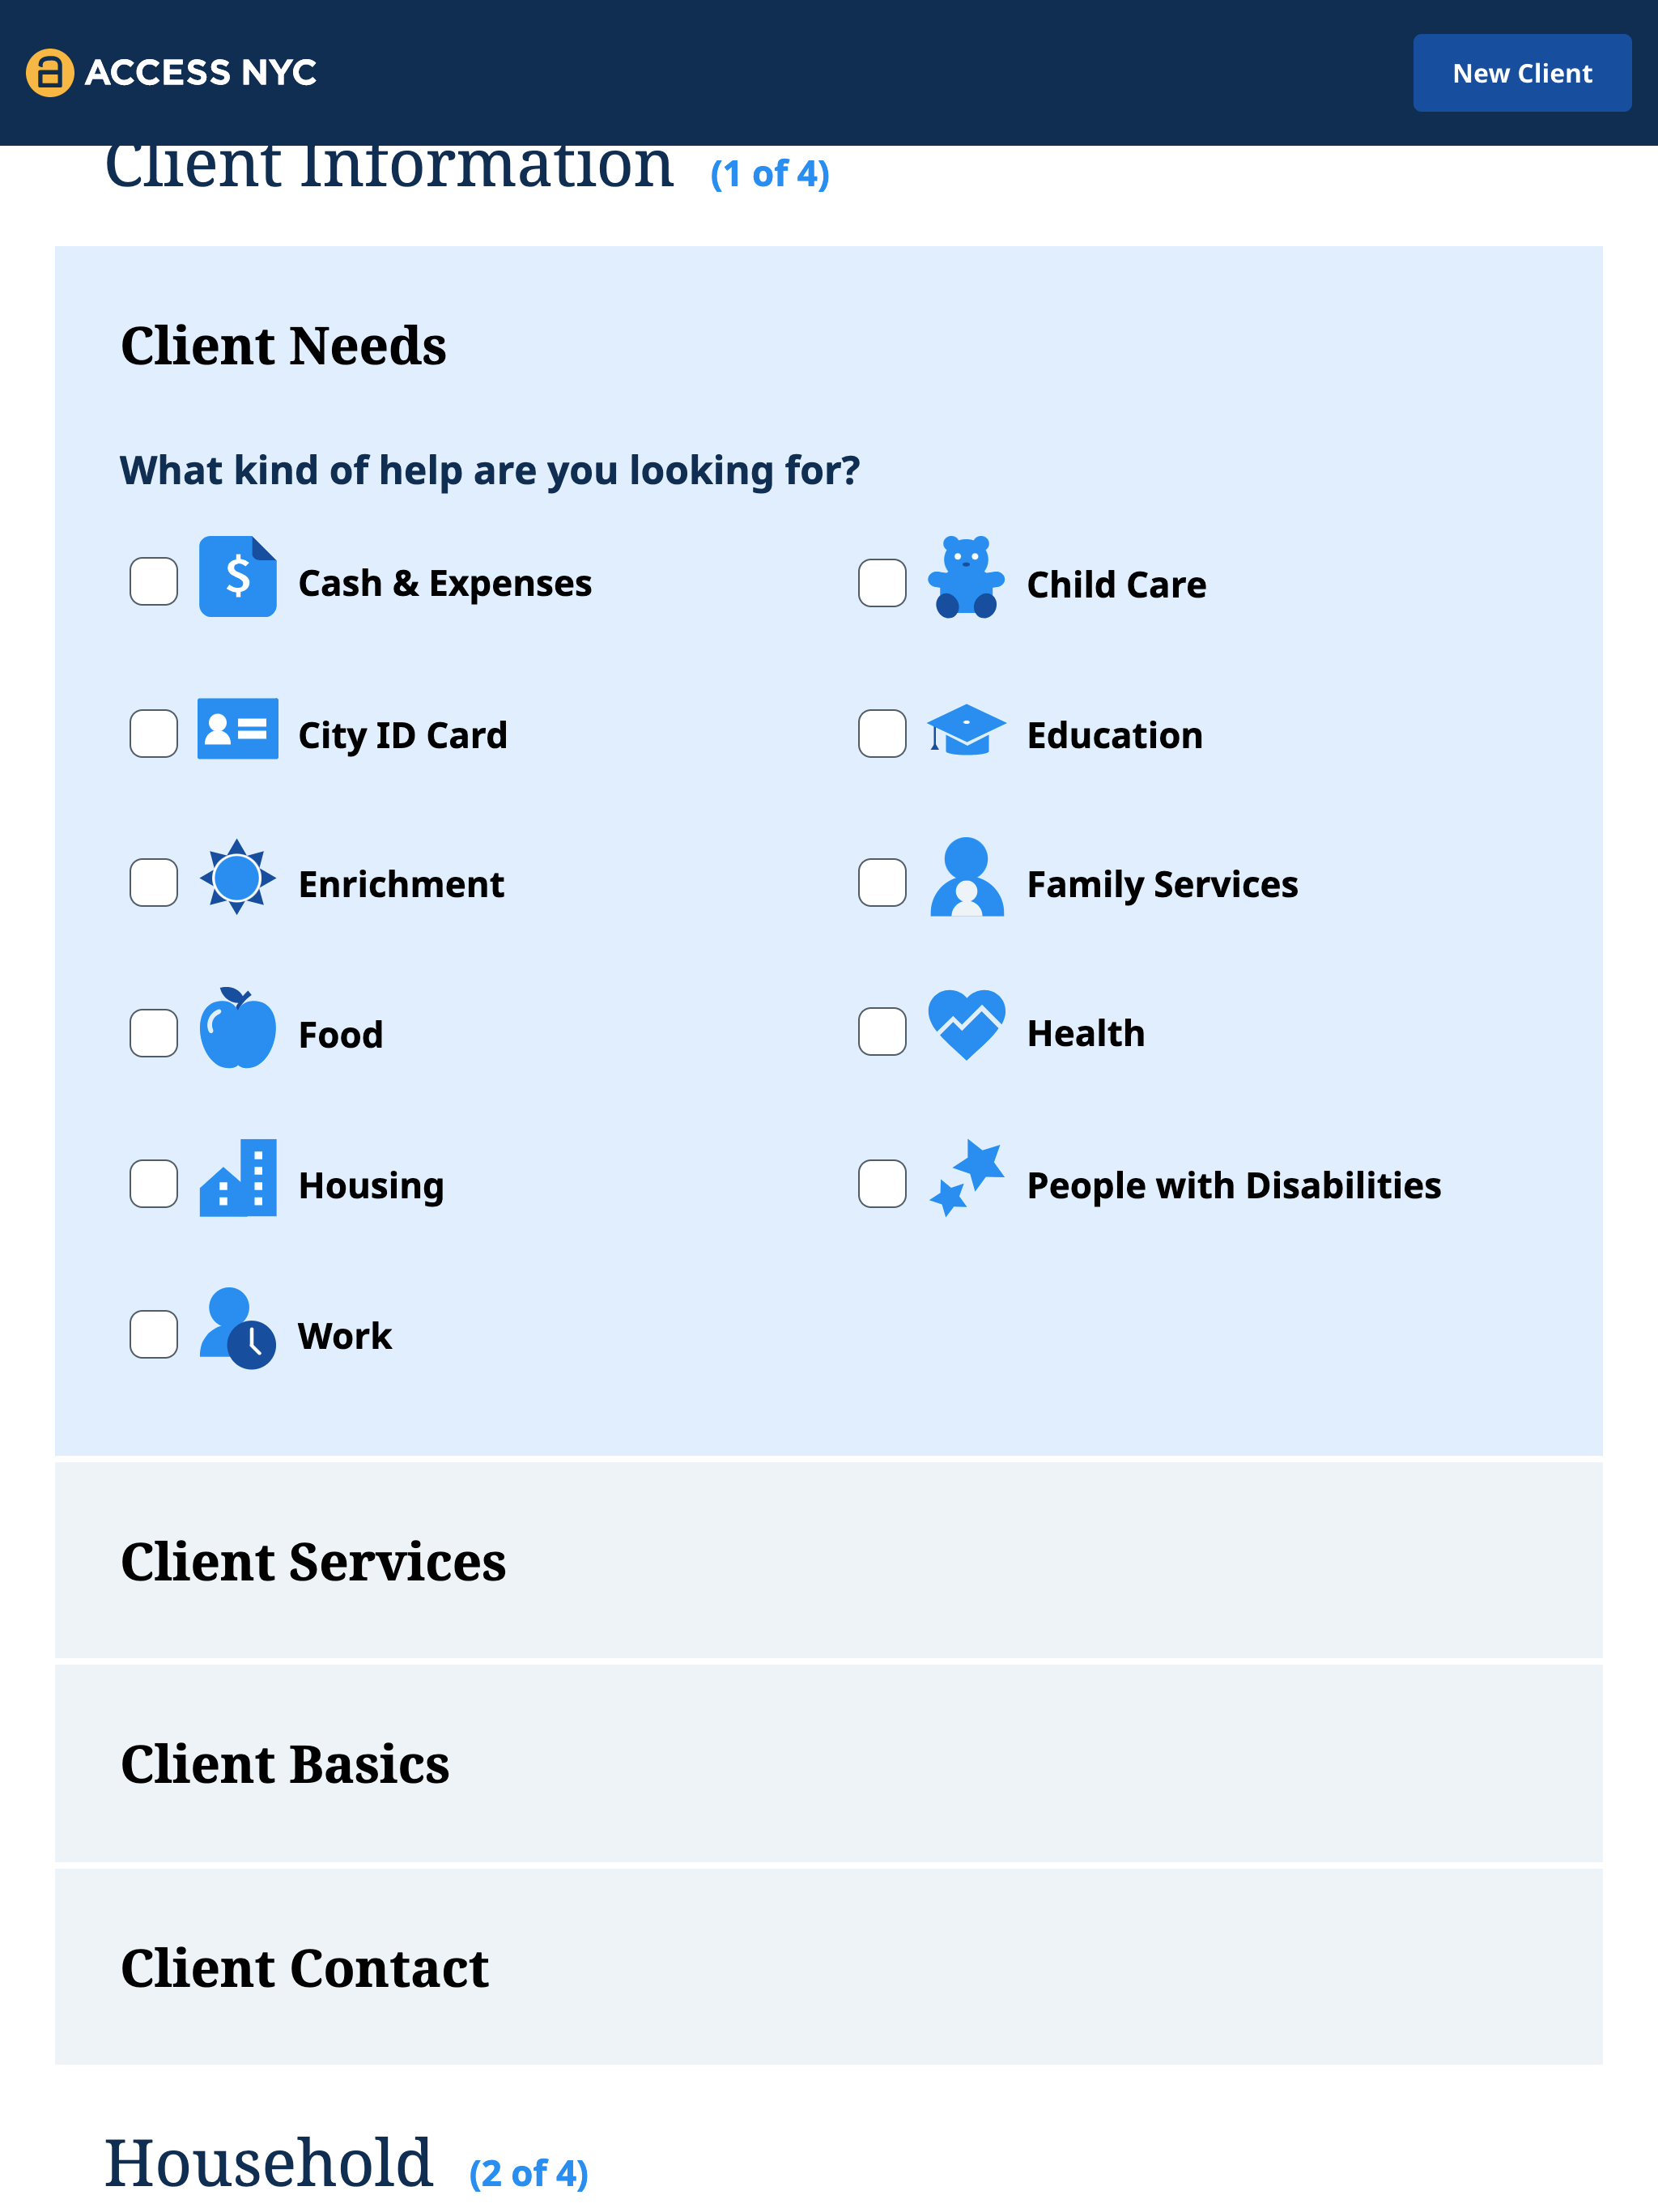 ACCESS NYC
New Client
Client Information (1 of 4)
Client Needs
What kind of help are you looking for?
$ Cash & Expenses
Child Care
City ID Card
Education
Enrichment
Family Services
Food
Health
Housing
People with Disabilities
Work
Client Services
Client Basics
Client Contact
Household (2 of 4)